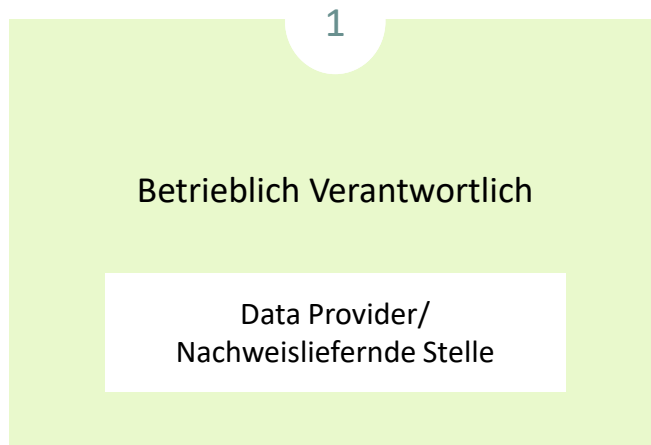 1
Betrieblich Verantwortlich
Data Provider/
Nachweisliefernde Stelle